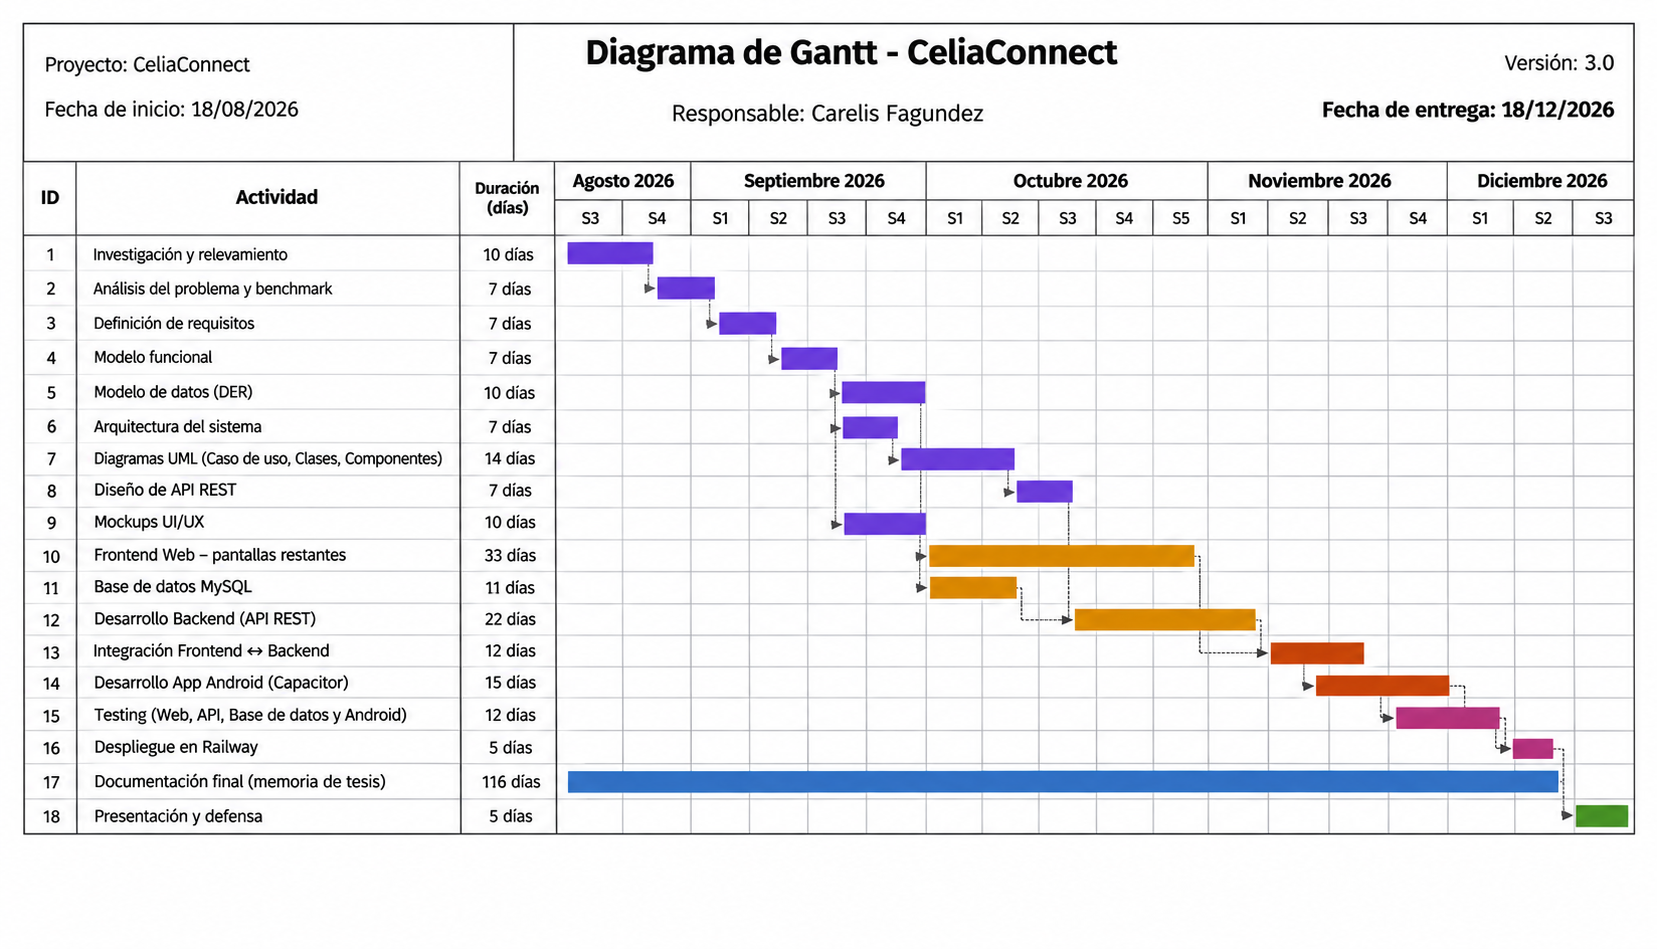 Proyecto: CeliaConnect
Fecha de inicio: 18/08/2026
Diagrama de Gantt - CeliaConnect
Responsable: Carelis Fagundez
Versión: 3.0
Fecha de entrega: 18/12/2026
ID Actividad Duración (días) Agosto 2026 Septiembre 2026 Octubre 2026 Noviembre 2026 Diciembre 2026
S3 S4 S1 S2 S3 S4 S1 S2 S3 S4 S5 S1 S2 S3 S4 S1 S2 S3
1 Investigación y relevamiento 10 días
2 Análisis del problema y benchmark 7 días
3 Definición de requisitos 7 días
4 Modelo funcional 7 días
5 Modelo de datos (DER) 10 días
6 Arquitectura del sistema 7 días
7 Diagramas UML (Caso de uso, Clases, Componentes) 14 días
8 Diseño de API REST 7 días
9 Mockups UI/UX 10 días
10 Frontend Web – pantallas restantes 33 días
11 Base de datos MySQL 11 días
12 Desarrollo Backend (API REST) 22 días
13 Integración Frontend ↔ Backend 12 días
14 Desarrollo App Android (Capacitor) 15 días
15 Testing (Web, API, Base de datos y Android) 12 días
16 Despliegue en Railway 5 días
17 Documentación final (memoria de tesis) 116 días
18 Presentación y defensa 5 días